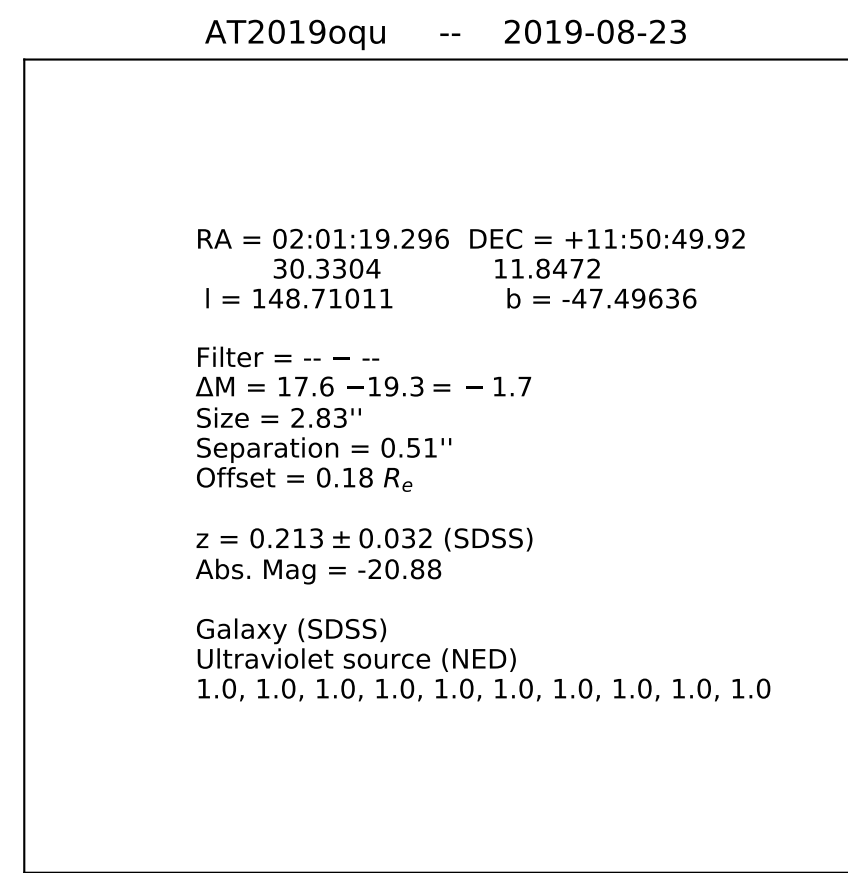 AT2019oqu -- 2019-08-23
RA = 02:01:19.296 DEC = +11:50:49.92
30.3304 11.8472
l = 148.71011 b = -47.49636
Filter = -- − --
ΔM = 17.6 −19.3 = − 1.7
Size = 2.83''
Separation = 0.51''
Offset = 0.18 Rₑ
z = 0.213 ± 0.032 (SDSS)
Abs. Mag = -20.88
Galaxy (SDSS)
Ultraviolet source (NED)
1.0, 1.0, 1.0, 1.0, 1.0, 1.0, 1.0, 1.0, 1.0, 1.0